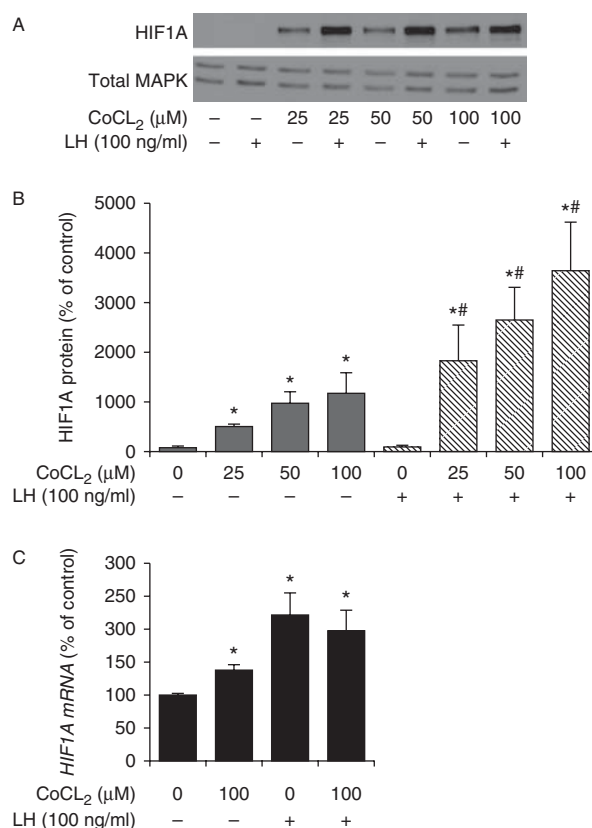 A
HIF1A
Total MAPK
CoCL₂ (μM) – – 25 25 50 50 100 100
LH (100 ng/ml) – + – + – + – +
B
HIF1A protein (% of control)
5000
4000
3000
2000
1000
0
* * * *# *# *#
CoCL₂ (μM) 0 25 50 100 0 25 50 100
LH (100 ng/ml) – – – – + + + +
C
HIF1A mRNA (% of control)
300
250
300
150
100
50
0
* * *
CoCL₂ (μM) 0 100 0 100
LH (100 ng/ml) – – + +